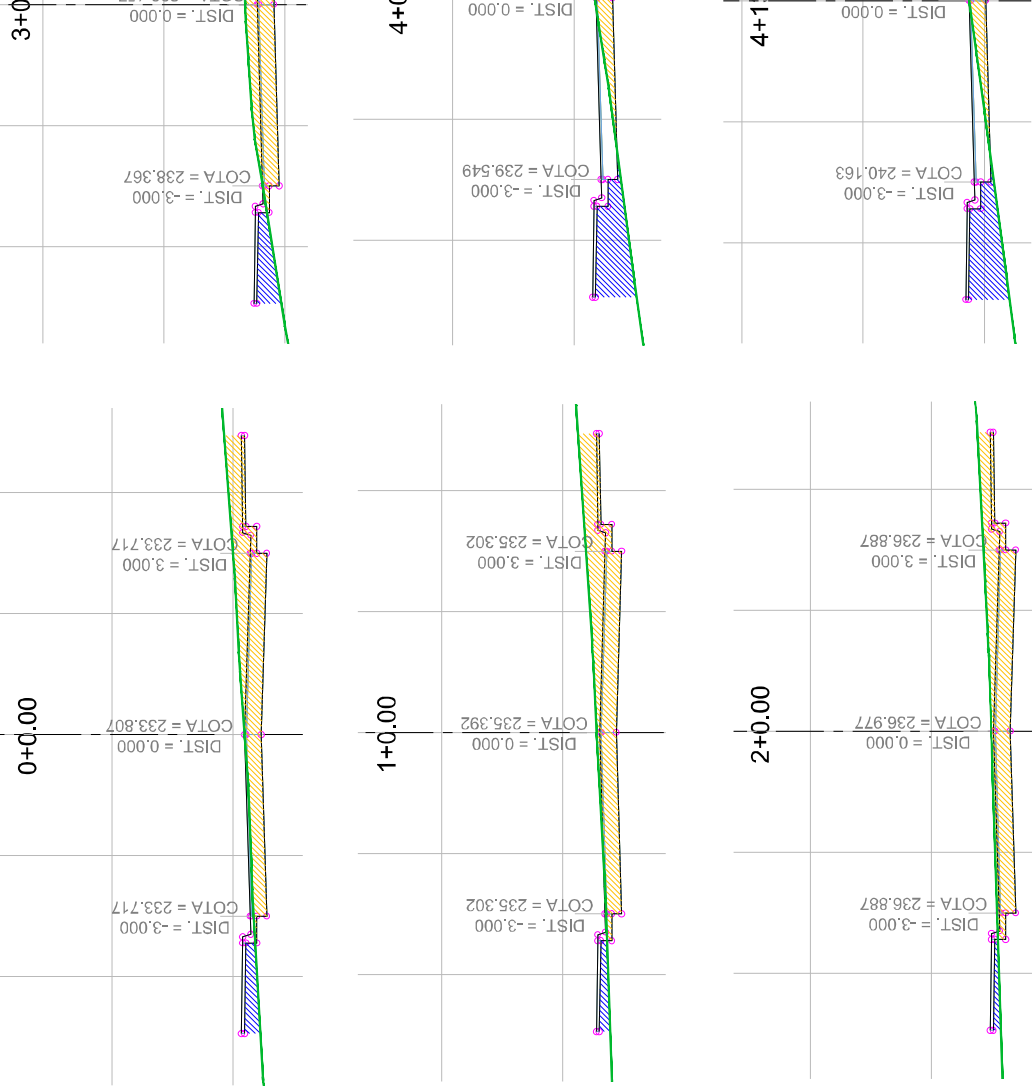 3+0
DIST. = 0.000
COTA = 238.367
DIST. = -3.000
4+0
DIST. = 0.000
COTA = 239.549
DIST. = -3.000
4+1
DIST. = 0.000
COTA = 240.163
DIST. = -3.000
0+0.00
COTA = 233.717
DIST. = 3.000
COTA = 233.807
DIST. = 0.000
COTA = 233.717
DIST. = -3.000
1+0.00
COTA = 235.302
DIST. = 3.000
COTA = 235.392
DIST. = 0.000
COTA = 235.302
DIST. = -3.000
2+0.00
COTA = 236.887
DIST. = 3.000
COTA = 236.977
DIST. = 0.000
COTA = 236.887
DIST. = -3.000